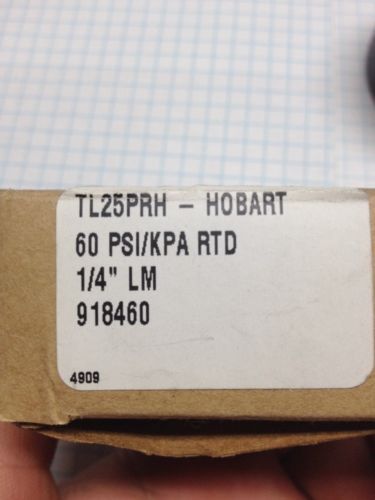 TL25PRH - HOBART
60 PSI/KPA RTD
1/4" LM
918460
4909